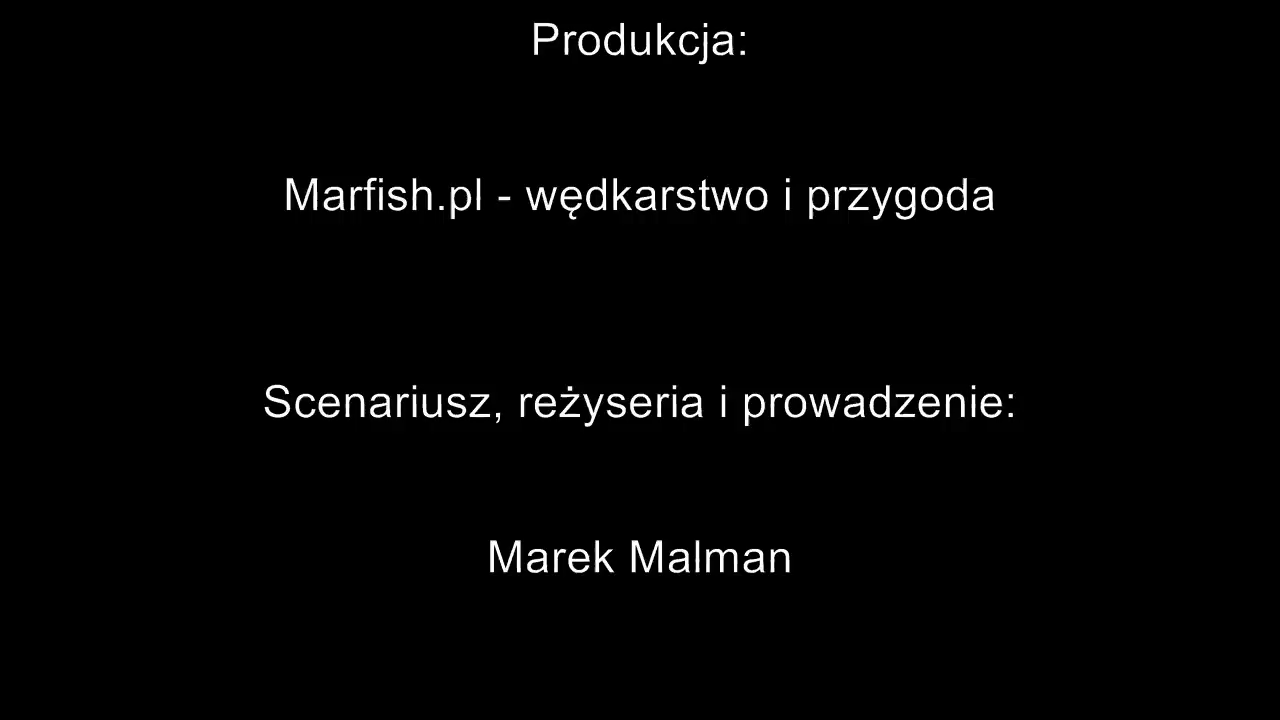 Produkcja:
Marfish.pl - wędkarstwo i przygoda
Scenariusz, reżyseria i prowadzenie:
Marek Malman